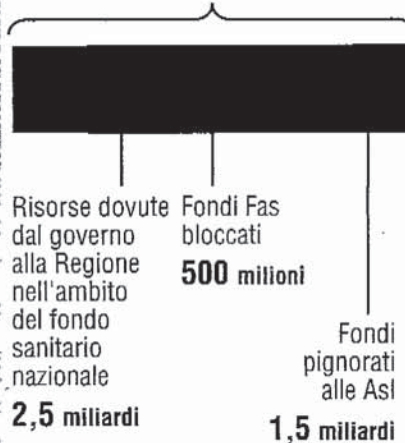 Risorse dovute
dal governo
alla Regione
nell'ambito
del fondo
sanitario
nazionale
2,5 miliardi
Fondi Fas
bloccati
500 milioni
Fondi
pignorati
alle Asl
1,5 miliardi